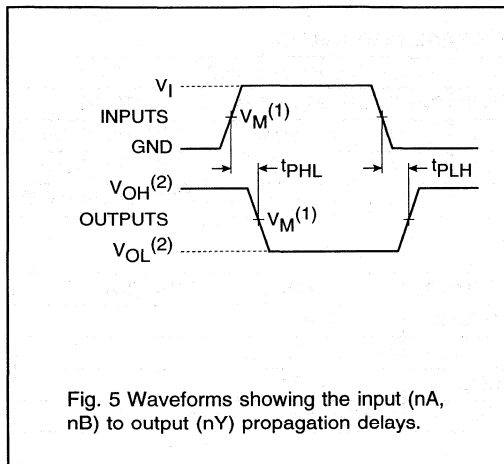 V_I
INPUTS
V_M(1)
GND
t_PHL
t_PLH
V_OH(2)
OUTPUTS
V_M(1)
V_OL(2)
Fig. 5 Waveforms showing the input (nA,
nB) to output (nY) propagation delays.